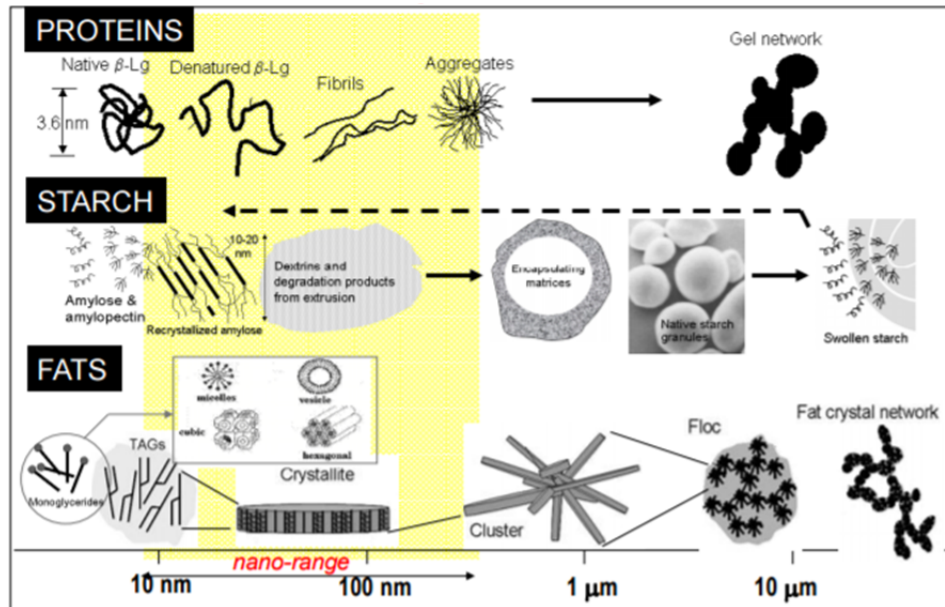 PROTEINS
Native β-Lg
Denatured β-Lg
Fibrils
Aggregates
Gel network
3.6 nm
STARCH
10-20
nm
Amylose &
amylopectin
Recrystallized amylose
Dextrins and
degradation products
from extrusion
Encapsulating
matrices
Native starch
granules
Swollen starch
FATS
micelles
vesicle
cubic
hexagonal
Monoglycerides
TAGs
Crystallite
Cluster
Floc
Fat crystal network
nano-range
10 nm
100 nm
1 μm
10 μm